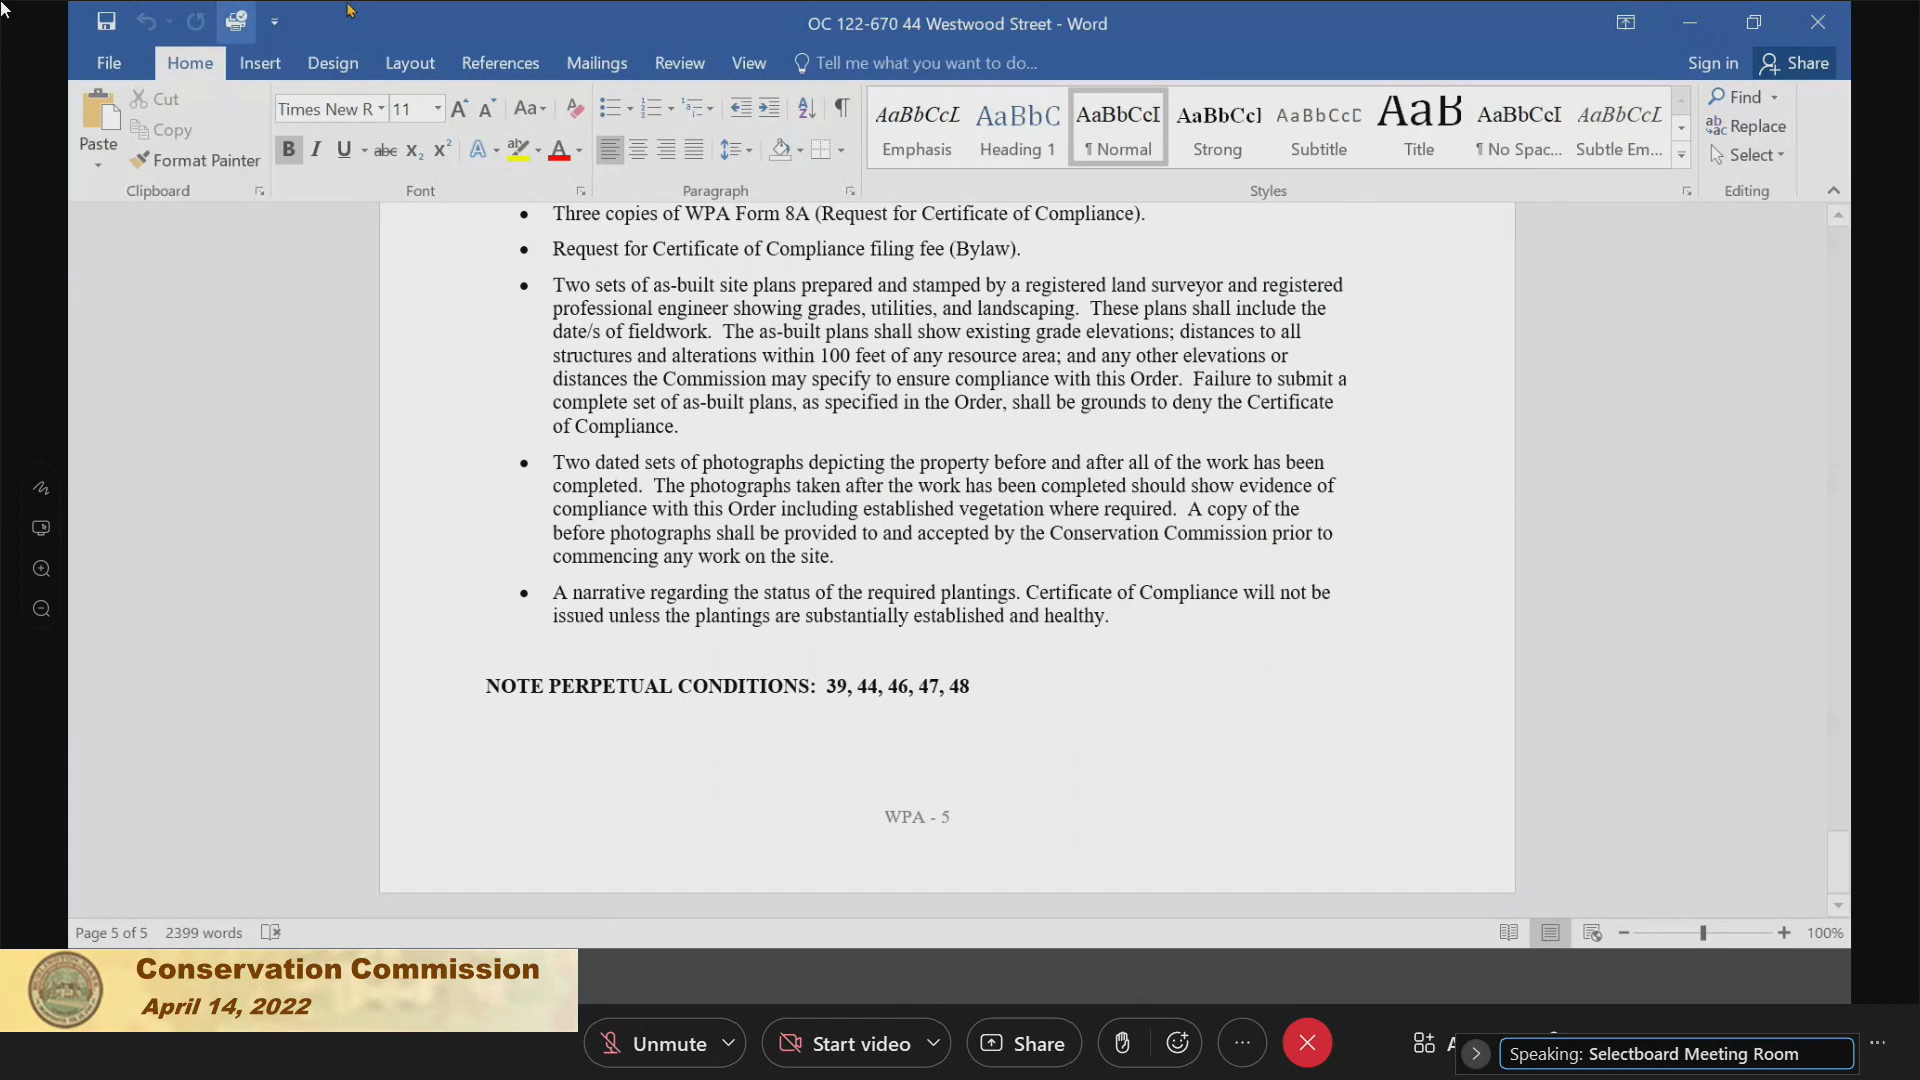 OC 122-670 44 Westwood Street - Word
File Home Insert Design Layout References Mailings Review View Tell me what you want to do... Sign in Share
Paste Cut Copy Format Painter
Times New R 11
AaBbCcL AaBbC AaBbCcI AaBbCcl AaBbCcD AaB AaBbCcI AaBbCcL
Emphasis Heading 1 ¶ Normal Strong Subtitle Title ¶ No Spac... Subtle Em...
Find Replace Select
Clipboard Font Paragraph Styles Editing
• Three copies of WPA Form 8A (Request for Certificate of Compliance).
• Request for Certificate of Compliance filing fee (Bylaw).
• Two sets of as-built site plans prepared and stamped by a registered land surveyor and registered
professional engineer showing grades, utilities, and landscaping. These plans shall include the
date/s of fieldwork. The as-built plans shall show existing grade elevations; distances to all
structures and alterations within 100 feet of any resource area; and any other elevations or
distances the Commission may specify to ensure compliance with this Order. Failure to submit a
complete set of as-built plans, as specified in the Order, shall be grounds to deny the Certificate
of Compliance.
• Two dated sets of photographs depicting the property before and after all of the work has been
completed. The photographs taken after the work has been completed should show evidence of
compliance with this Order including established vegetation where required. A copy of the
before photographs shall be provided to and accepted by the Conservation Commission prior to
commencing any work on the site.
• A narrative regarding the status of the required plantings. Certificate of Compliance will not be
issued unless the plantings are substantially established and healthy.
NOTE PERPETUAL CONDITIONS: 39, 44, 46, 47, 48
WPA - 5
Page 5 of 5 2399 words 100%
Conservation Commission
April 14, 2022
Unmute Start video Share
Speaking: Selectboard Meeting Room